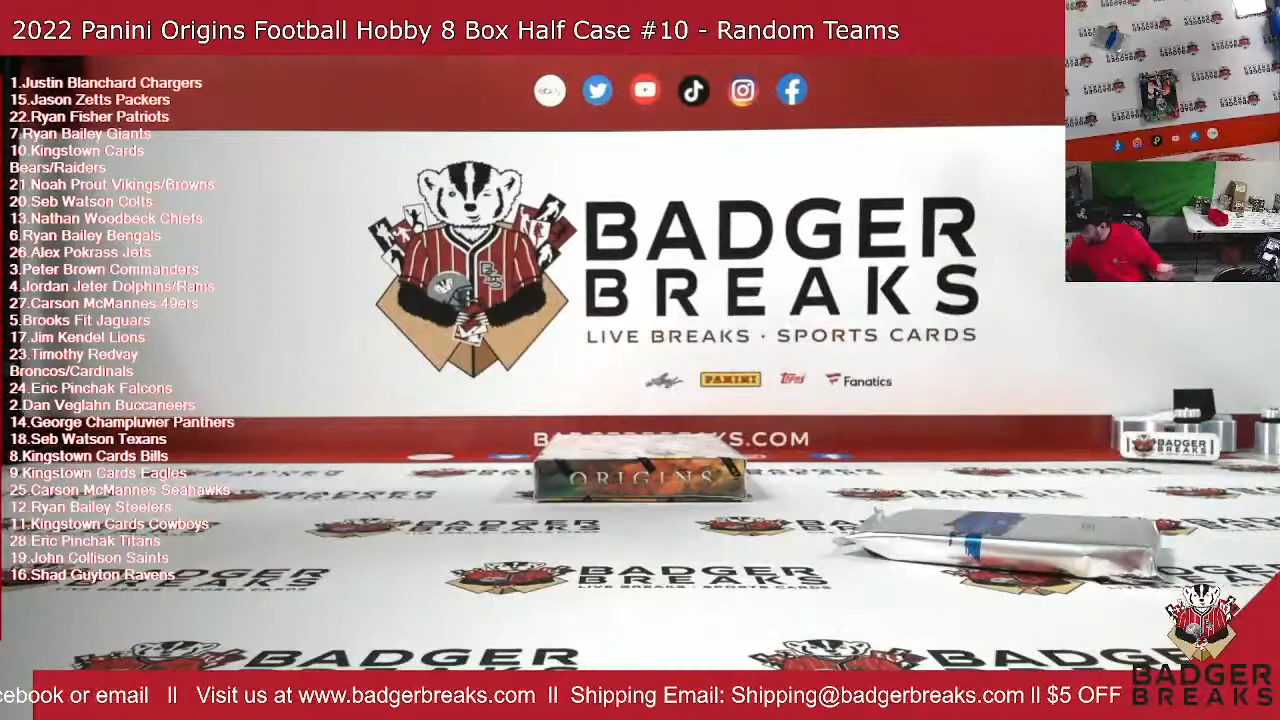 2022 Panini Origins Football Hobby 8 Box Half Case #10 - Random Teams
1.Justin Blanchard Chargers
15.Jason Zetts Packers
22.Ryan Fisher Patriots
7.Ryan Bailey Giants
10.Kingstown Cards
Bears/Raiders
21.Noah Prout Vikings/Browns
20.Seb Watson Colts
13.Nathan Woodbeck Chiefs
6.Ryan Bailey Bengals
26.Alex Pokrass Jets
3.Peter Brown Commanders
4.Jordan Jeter Dolphins/Rams
27.Carson McMannes 49ers
5.Brooks Fit Jaguars
17.Jim Kendel Lions
23.Timothy Redvay
Broncos/Cardinals
24.Eric Pinchak Falcons
2.Dan Veglahn Buccaneers
14.George Champluvier Panthers
18.Seb Watson Texans
8.Kingstown Cards Bills
9.Kingstown Cards Eagles
25.Carson McMannes Seahawks
12.Ryan Bailey Steelers
11.Kingstown Cards Cowboys
28.Eric Pinchak Titans
19.John Collison Saints
16.Shad Guyton Ravens
ebay
BADGER
BREAKS
LIVE BREAKS · SPORTS CARDS
PANINI
Topps
Fanatics
ORIGINS
BADGER
BREAKS
BADGER
BREAKS
BADGER
BREAKS
cebook or email ll Visit us at www.badgerbreaks.com ll Shipping Email: Shipping@badgerbreaks.com ll $5 OFF